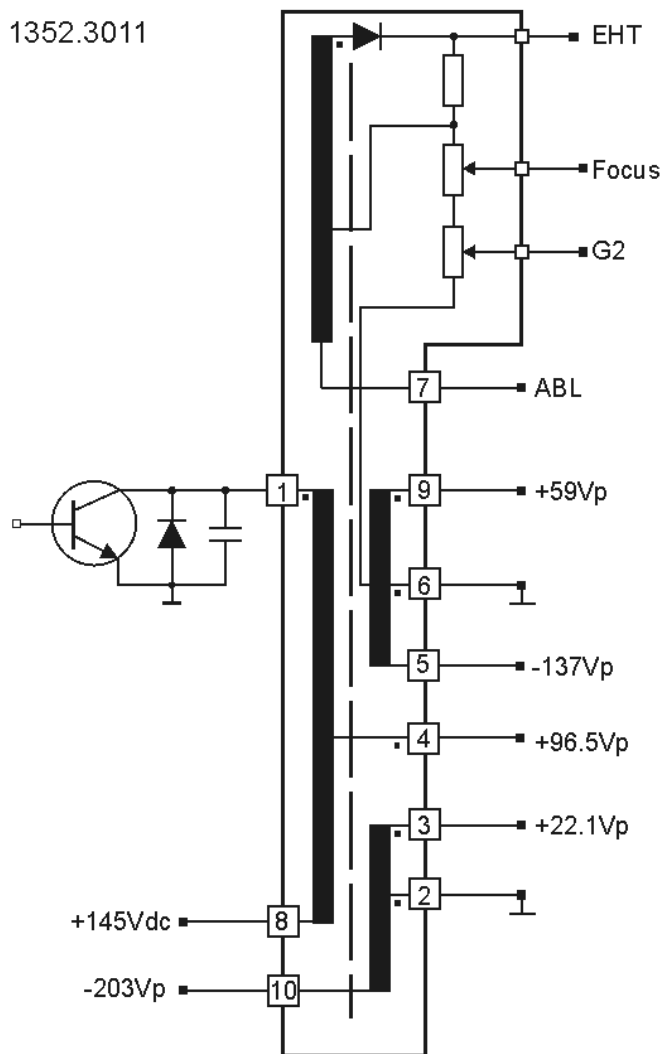 1352.3011
EHT
Focus
G2
7
ABL
1
9
+59Vp
6
5
-137Vp
4
+96.5Vp
3
+22.1Vp
2
+145Vdc
8
-203Vp
10